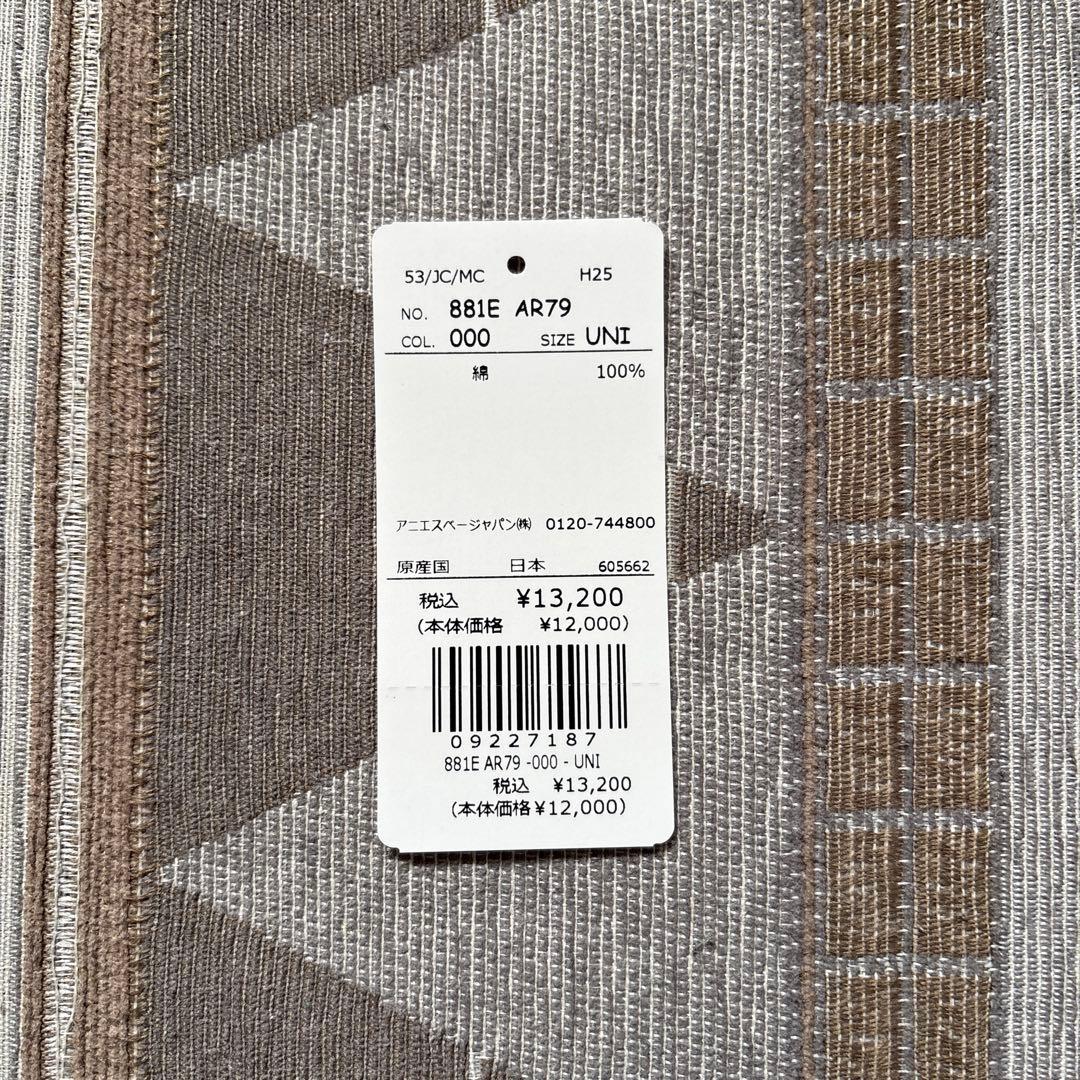 53/JC/MC H25
NO. 881E AR79
COL. 000 SIZE UNI
綿 100%
アニエスベージャパン㈱ 0120-744800
原産国 日本 605662
税込 ¥13,200
(本体価格 ¥12,000)
09227187
881E AR79 -000 - UNI
税込 ¥13,200
(本体価格¥12,000)